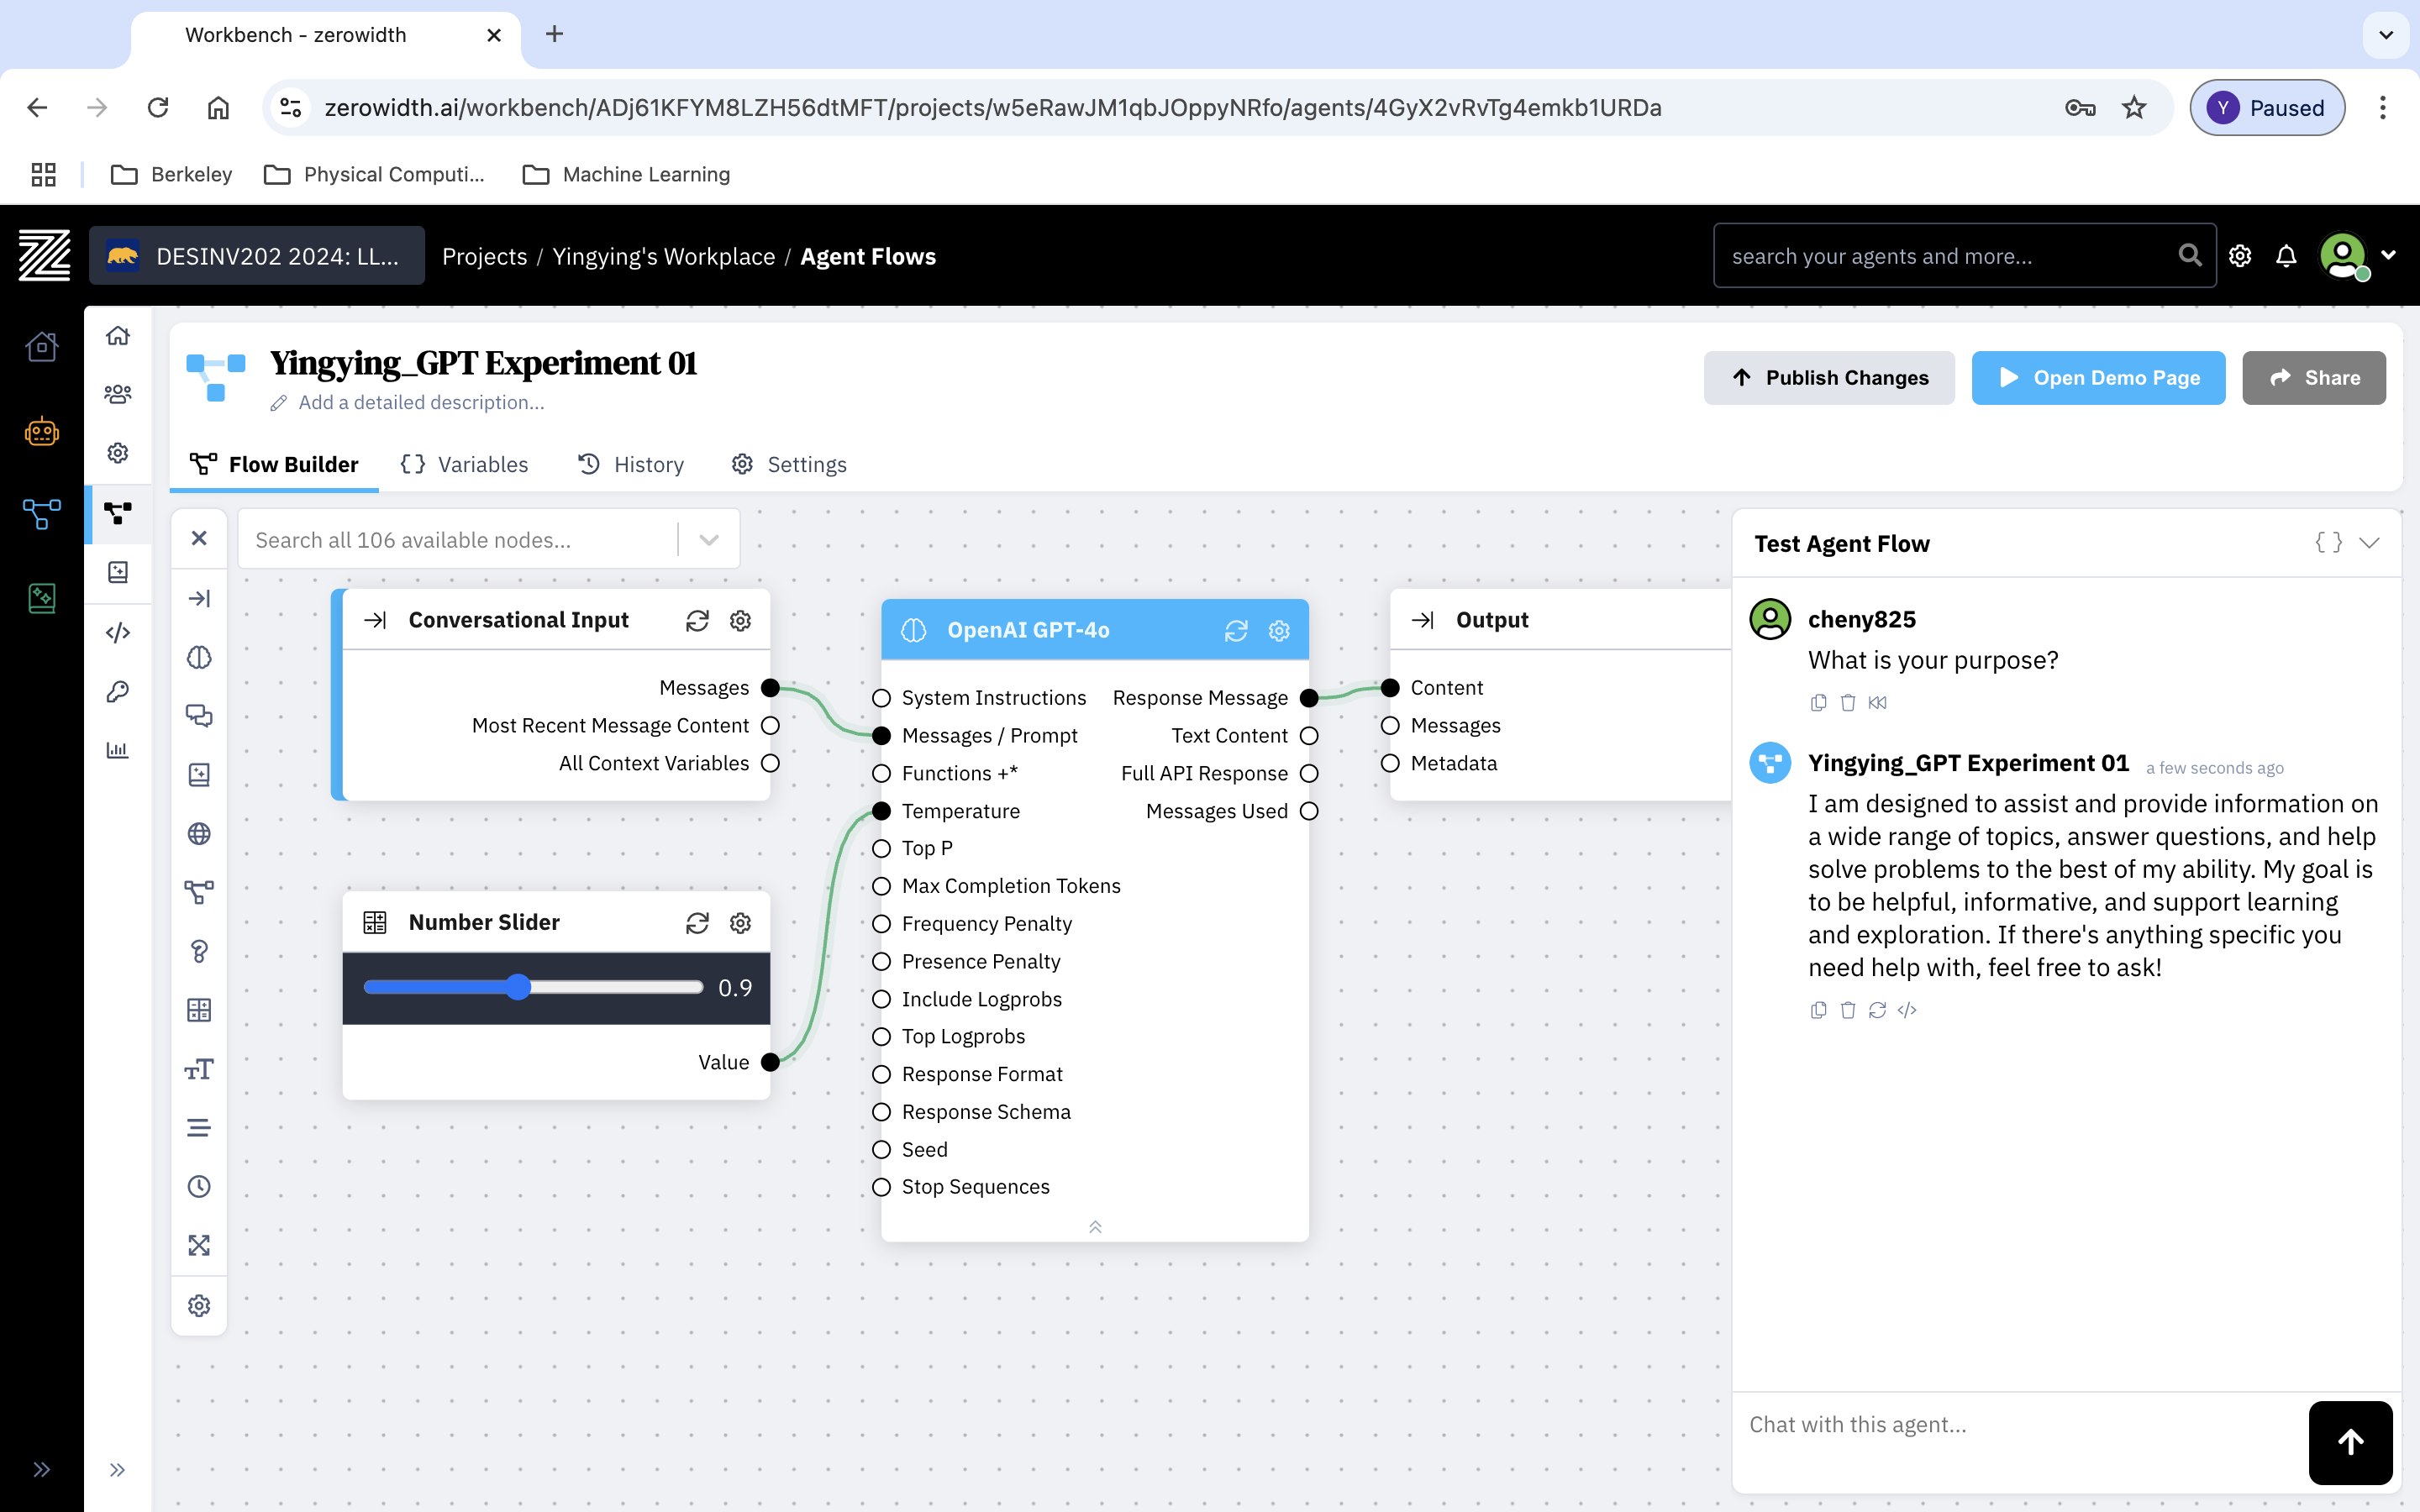 Workbench - zerowidth
zerowidth.ai/workbench/ADj61KFYM8LZH56dtMFT/projects/w5eRawJM1qbJOppyNRfo/agents/4GyX2vRvTg4emkb1URDa
Y
Paused
Berkeley
Physical Computi...
Machine Learning
DESINV202 2024: LL...
Projects / Yingying's Workplace / Agent Flows
search your agents and more...
Yingying_GPT Experiment 01
Add a detailed description...
Publish Changes
Open Demo Page
Share
Flow Builder
{} Variables
History
Settings
Search all 106 available nodes...
Conversational Input
Messages
Most Recent Message Content
All Context Variables
Number Slider
0.9
Value
OpenAI GPT-4o
System Instructions
Response Message
Messages / Prompt
Text Content
Functions +*
Full API Response
Temperature
Messages Used
Top P
Max Completion Tokens
Frequency Penalty
Presence Penalty
Include Logprobs
Top Logprobs
Response Format
Response Schema
Seed
Stop Sequences
Output
Content
Messages
Metadata
Test Agent Flow
{ }
cheny825
What is your purpose?
Yingying_GPT Experiment 01 a few seconds ago
I am designed to assist and provide information on
a wide range of topics, answer questions, and help
solve problems to the best of my ability. My goal is
to be helpful, informative, and support learning
and exploration. If there's anything specific you
need help with, feel free to ask!
Chat with this agent...